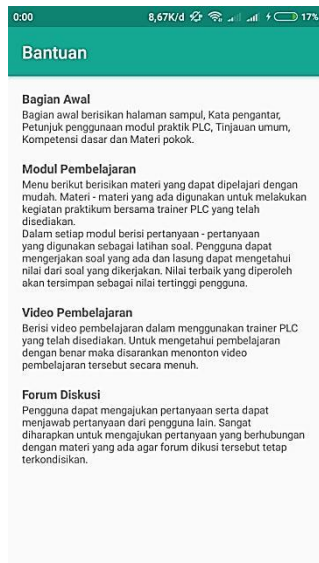 0:00 8,67K/d 17%
Bantuan
Bagian Awal
Bagian awal berisikan halaman sampul, Kata pengantar,
Petunjuk penggunaan modul praktik PLC, Tinjauan umum,
Kompetensi dasar dan Materi pokok.
Modul Pembelajaran
Menu berikut berisikan materi yang dapat dipelajari dengan
mudah. Materi - materi yang ada digunakan untuk melakukan
kegiatan praktikum bersama trainer PLC yang telah
disediakan.
Dalam setiap modul berisi pertanyaan - pertanyaan
yang digunakan sebagai latihan soal. Pengguna dapat
mengerjakan soal yang ada dan lasung dapat mengetahui
nilai dari soal yang dikerjakan. Nilai terbaik yang diperoleh
akan tersimpan sebagai nilai tertinggi pengguna.
Video Pembelajaran
Berisi video pembelajaran dalam menggunakan trainer PLC
yang telah disediakan. Untuk mengetahui pembelajaran
dengan benar maka disarankan menonton video
pembelajaran tersebut secara menuh.
Forum Diskusi
Pengguna dapat mengajukan pertanyaan serta dapat
menjawab pertanyaan dari pengguna lain. Sangat
diharapkan untuk mengajukan pertanyaan yang berhubungan
dengan materi yang ada agar forum dikusi tersebut tetap
terkondisikan.